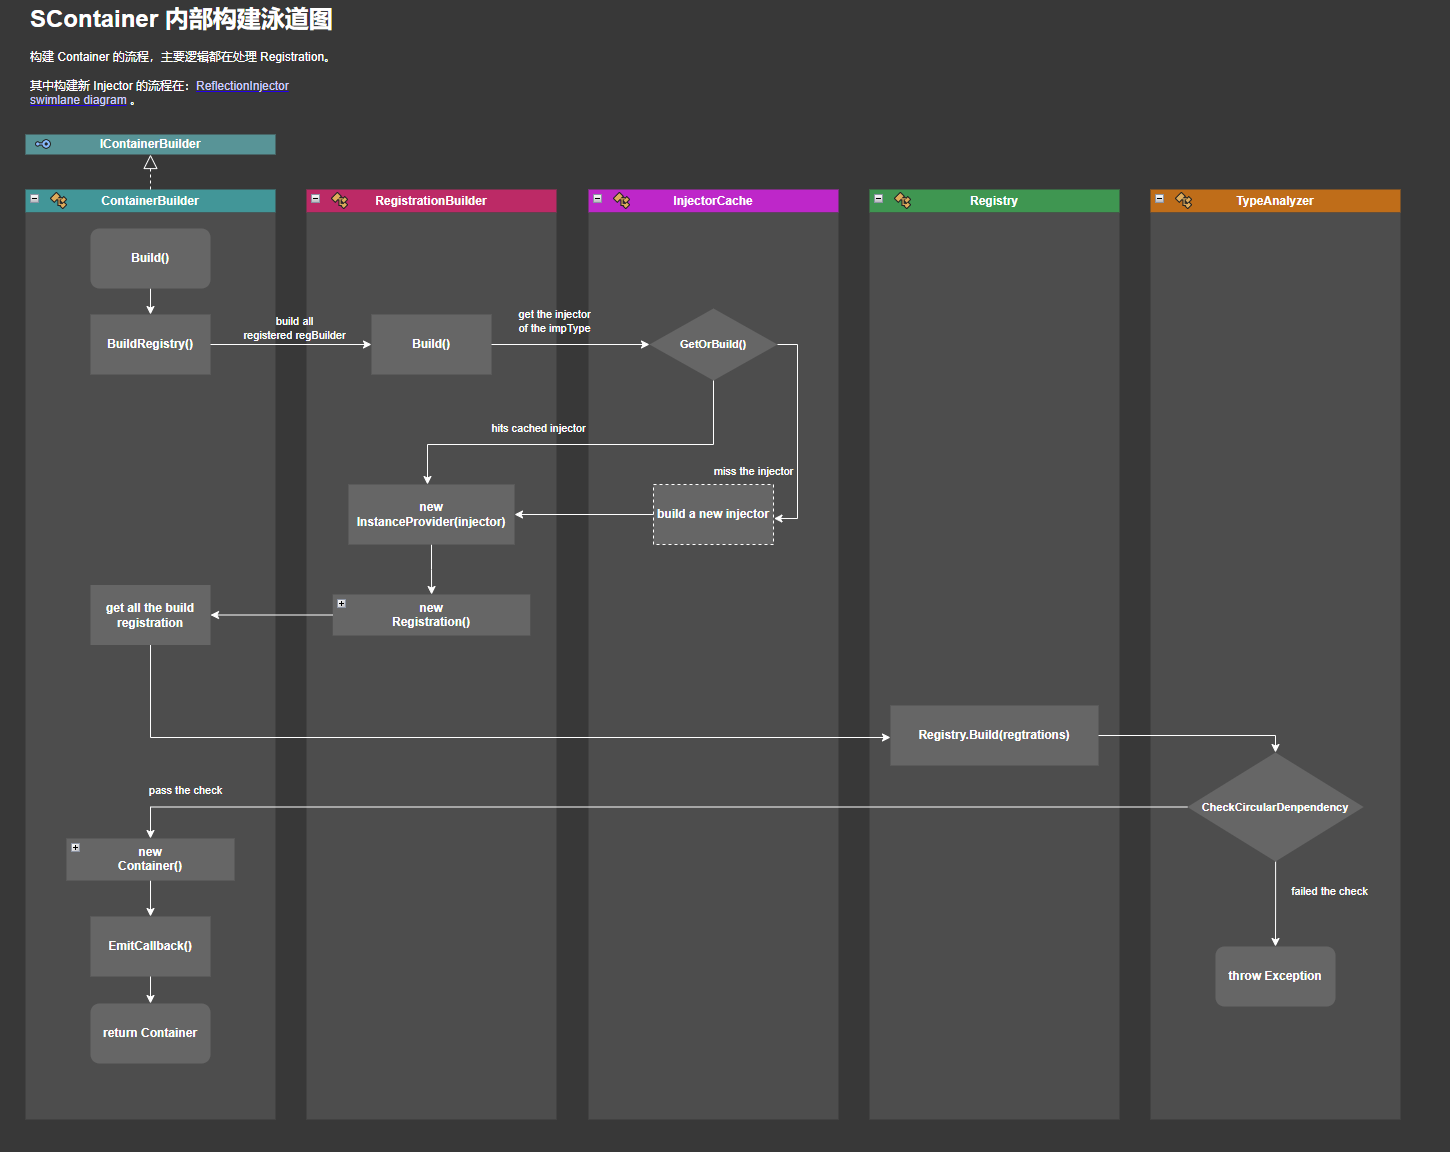 SContainer 内部构建泳道图
构建 Container 的流程，主要逻辑都在处理 Registration。
其中构建新 Injector 的流程在：ReflectionInjector
swimlane diagram 。
IContainerBuilder
ContainerBuilder
RegistrationBuilder
InjectorCache
Registry
TypeAnalyzer
Build()
BuildRegistry()
build all
registered regBuilder
Build()
get the injector
of the impType
GetOrBuild()
hits cached injector
miss the injector
new
InstanceProvider(injector)
build a new injector
get all the build
registration
new
Registration()
Registry.Build(regtrations)
pass the check
CheckCircularDenpendency
new
Container()
failed the check
EmitCallback()
throw Exception
return Container